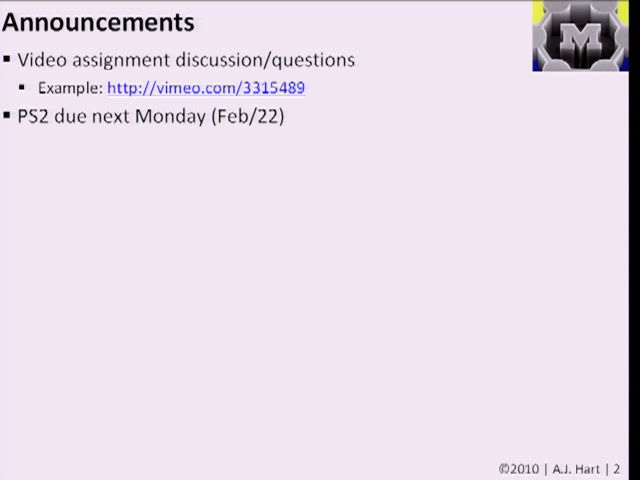 Announcements
▪ Video assignment discussion/questions
▪ Example: http://vimeo.com/3315489
▪ PS2 due next Monday (Feb/22)
M
©2010 | A.J. Hart | 2